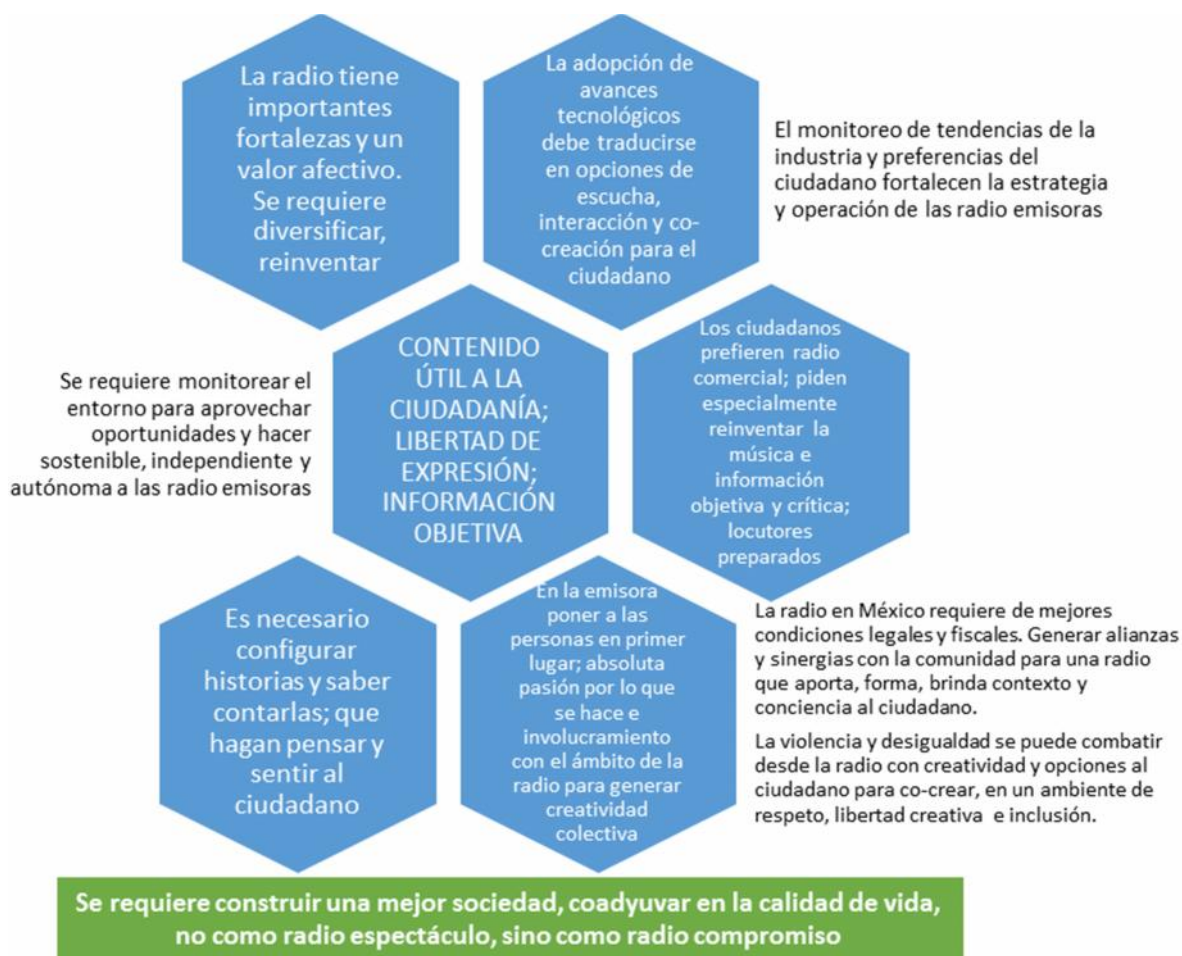 La radio tiene
importantes
fortalezas y un
valor afectivo.
Se requiere
diversificar,
reinventar
La adopción de
avances
tecnológicos
debe traducirse
en opciones de
escucha,
interacción y co-
creación para el
ciudadano
El monitoreo de tendencias de la
industria y preferencias del
ciudadano fortalecen la estrategia
y operación de las radio emisoras
Se requiere monitorear el
entorno para aprovechar
oportunidades y hacer
sostenible, independiente y
autónoma a las radio emisoras
CONTENIDO
ÚTIL A LA
CIUDADANÍA;
LIBERTAD DE
EXPRESIÓN;
INFORMACIÓN
OBJETIVA
Los ciudadanos
prefieren radio
comercial; piden
especialmente
reinventar la
música e
información
objetiva y crítica;
locutores
preparados
Es necesario
configurar
historias y saber
contarlas; que
hagan pensar y
sentir al
ciudadano
En la emisora
poner a las
personas en primer
lugar; absoluta
pasión por lo que
se hace e
involucramiento
con el ámbito de la
radio para generar
creatividad
colectiva
La radio en México requiere de mejores
condiciones legales y fiscales. Generar alianzas
y sinergias con la comunidad para una radio
que aporta, forma, brinda contexto y
conciencia al ciudadano.
La violencia y desigualdad se puede combatir
desde la radio con creatividad y opciones al
ciudadano para co-crear, en un ambiente de
respeto, libertad creativa e inclusión.
Se requiere construir una mejor sociedad, coadyuvar en la calidad de vida,
no como radio espectáculo, sino como radio compromiso